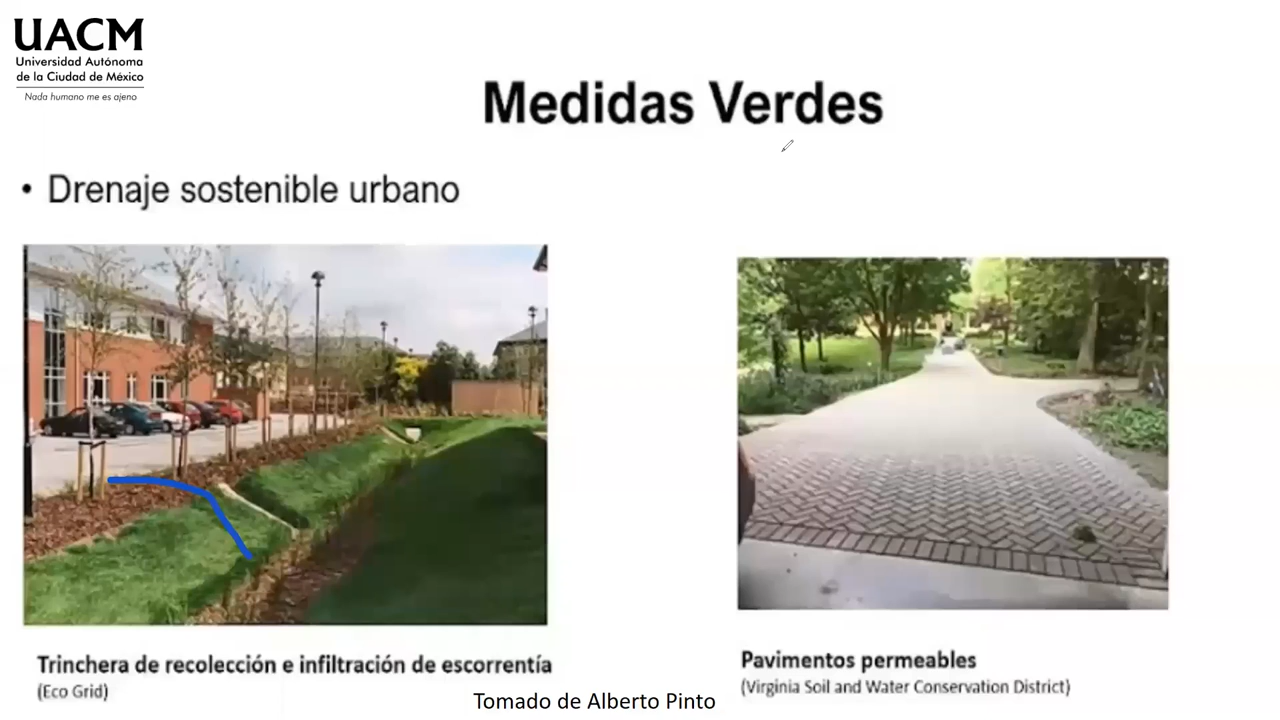 UACM
Universidad Autónoma
de la Ciudad de México
Nada humano me es ajeno
Medidas Verdes
• Drenaje sostenible urbano
Trinchera de recolección e infiltración de escorrentía
(Eco Grid)
Pavimentos permeables
(Virginia Soil and Water Conservation District)
Tomado de Alberto Pinto